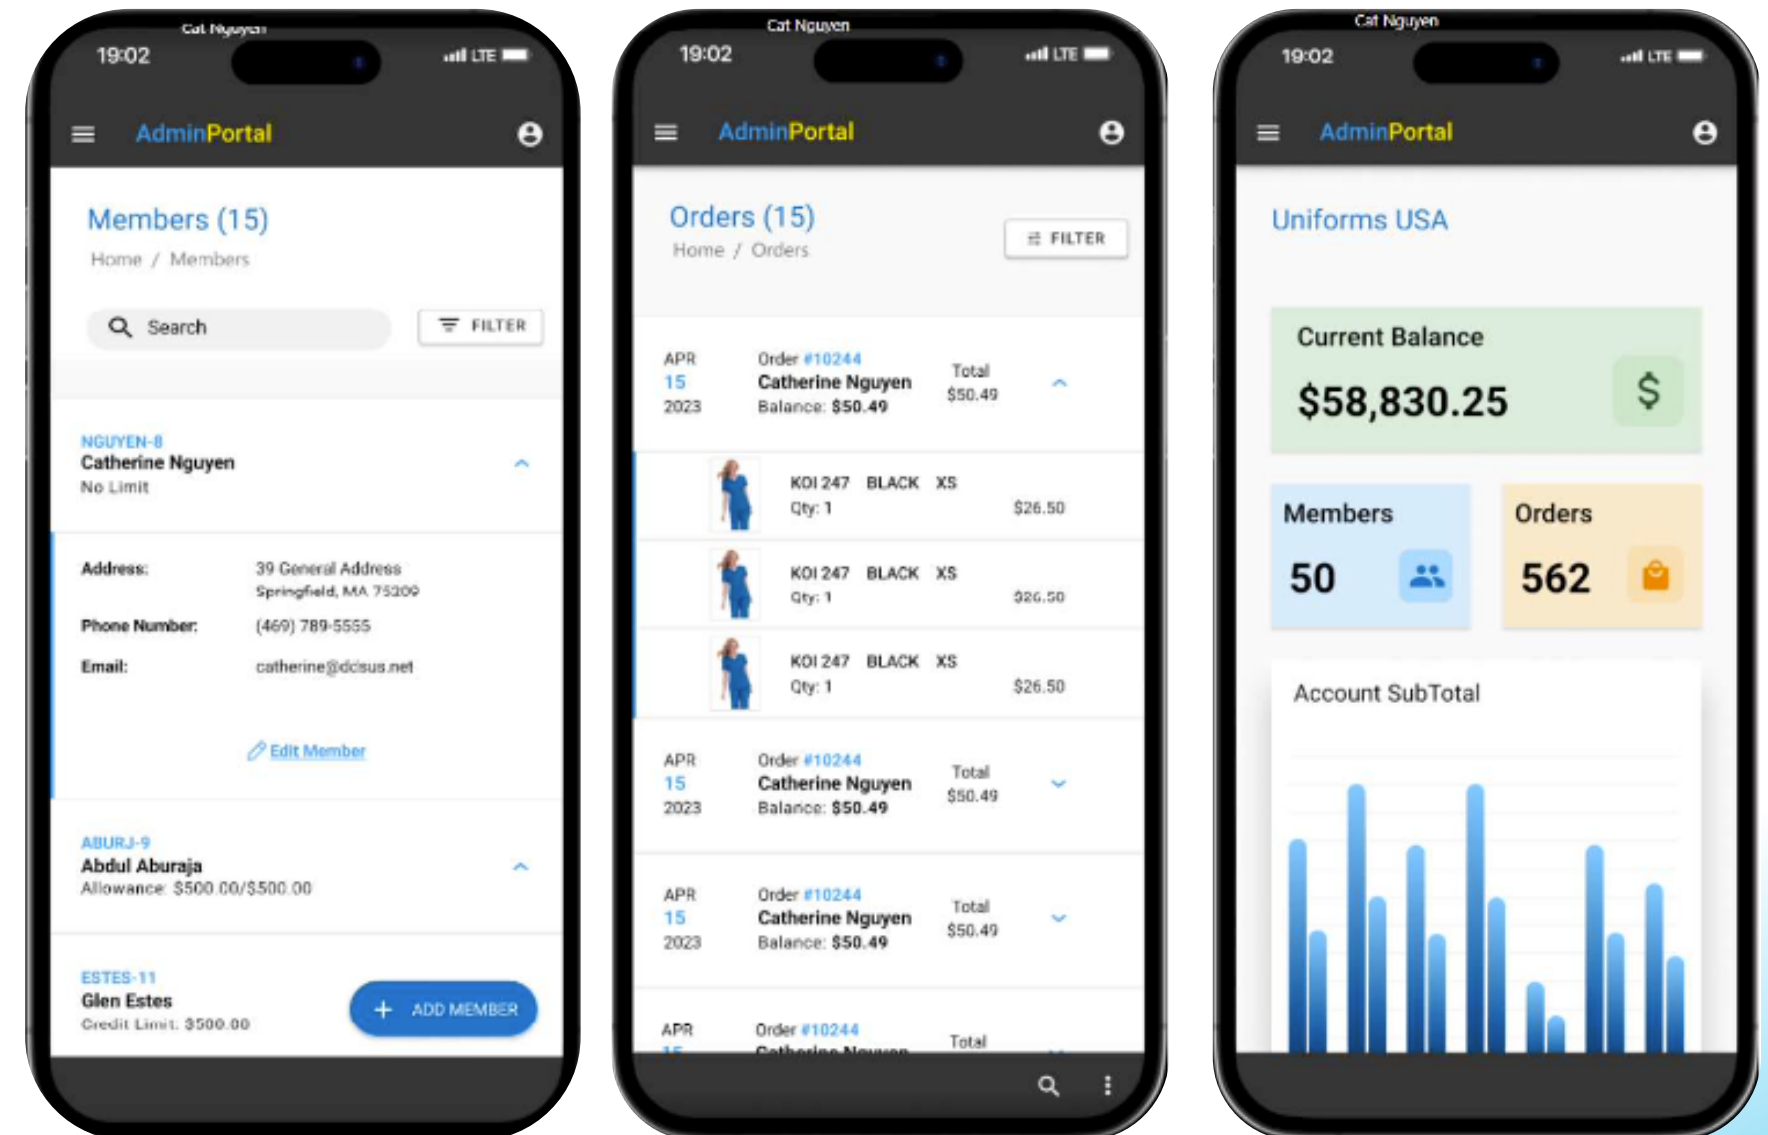 Cat Nguyen
19:02
LTE
AdminPortal
Members (15)
Home / Members
Search
FILTER
NGUYEN-8
Catherine Nguyen
No Limit
Address: 39 General Address
Springfield, MA 75209
Phone Number: (469) 789-5555
Email: catherine@dcisus.net
Edit Member
ABURJ-9
Abdul Aburaja
Allowance: $500.00/$500.00
ESTES-11
Glen Estes
Credit Limit: $500.00
+ ADD MEMBER
Cat Nguyen
19:02
LTE
AdminPortal
Orders (15)
Home / Orders
FILTER
APR
15
2023
Order #10244
Catherine Nguyen
Balance: $50.49
Total
$50.49
KOI 247 BLACK XS
Qty: 1
$26.50
KOI 247 BLACK XS
Qty: 1
$26.50
KOI 247 BLACK XS
Qty: 1
$26.50
APR
15
2023
Order #10244
Catherine Nguyen
Balance: $50.49
Total
$50.49
APR
15
2023
Order #10244
Catherine Nguyen
Balance: $50.49
Total
$50.49
APR
15
Order #10244
Catherine Nguyen
Total
Cat Nguyen
19:02
LTE
AdminPortal
Uniforms USA
Current Balance
$58,830.25
$
Members
50
Orders
562
Account SubTotal